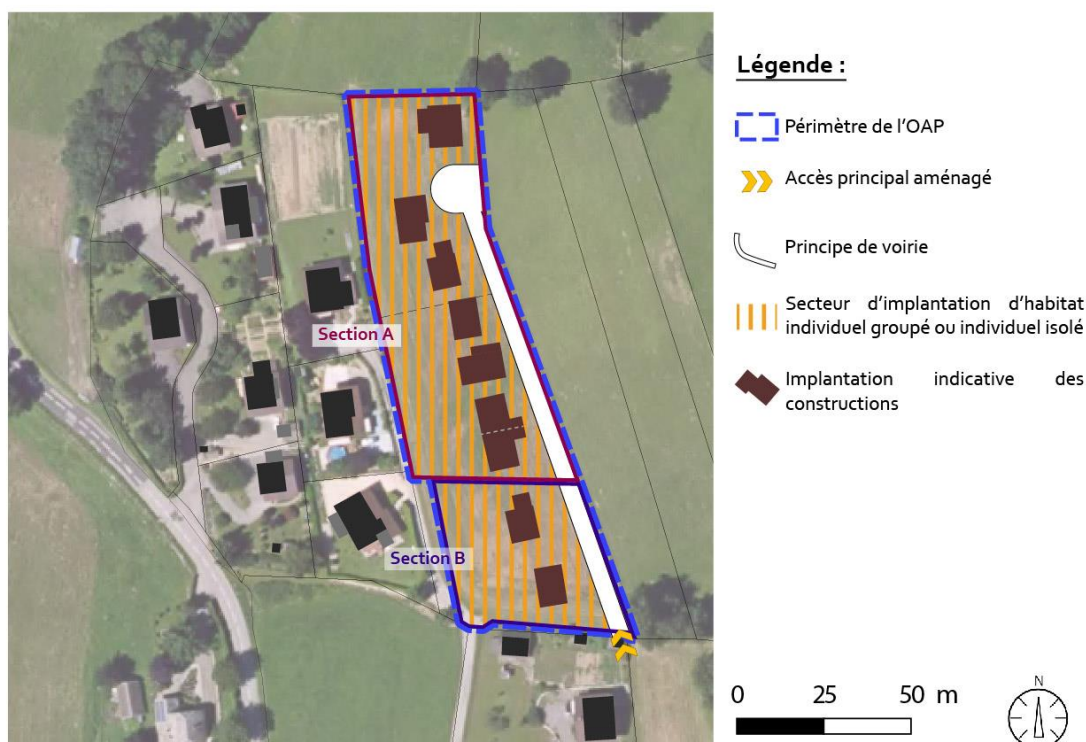 Légende :
Périmètre de l'OAP
Accès principal aménagé
Principe de voirie
Secteur d'implantation d'habitat
individuel groupé ou individuel isolé
Implantation indicative des
constructions
Section A
Section B
0 25 50 m
N